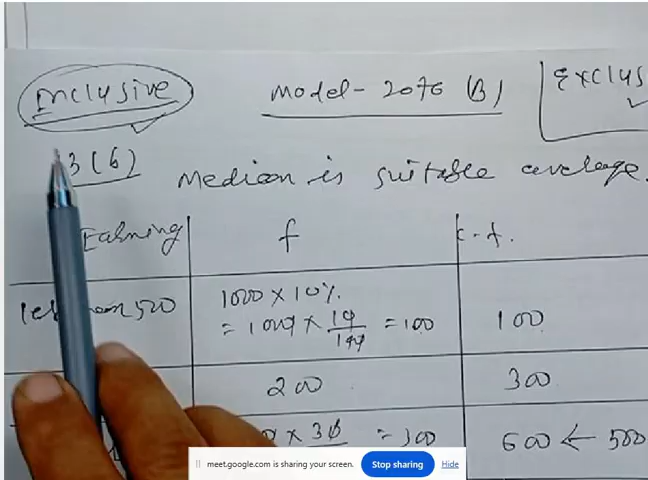 Inclusive Model - 2076 (B) Exclus
3(b) Median is suitable average.
Earning f c.f.
500 1000 × 10%
= 1000 × 10/100 = 100 100
200 300
× 30 = 300 600 ← 500
meet.google.com is sharing your screen. Stop sharing Hide